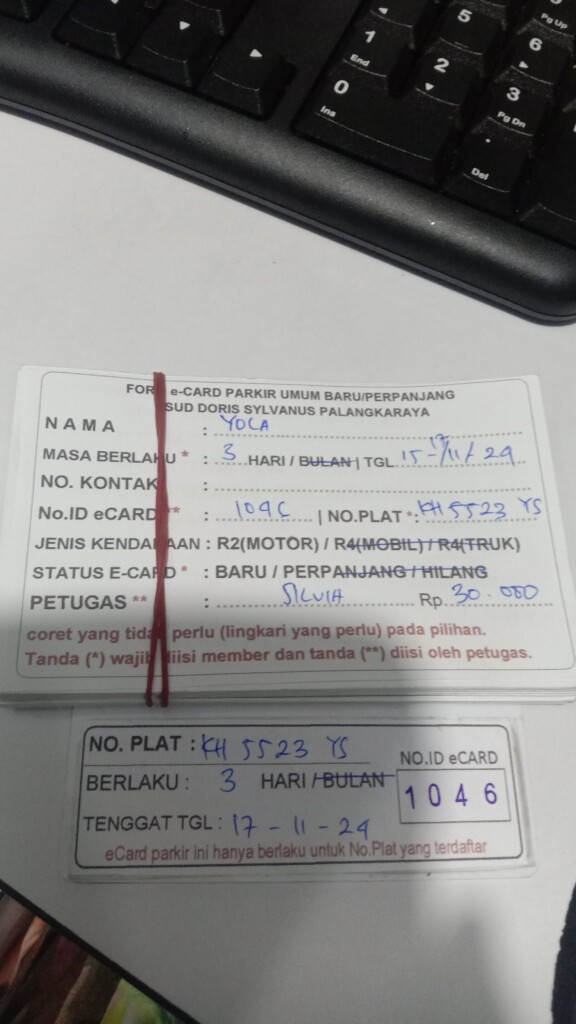 5
Pg Up
1
End
2
6
0
Ins
3
Pg Dn
.
Del
FOR e-CARD PARKIR UMUM BARU/PERPANJANG
SUD DORIS SYLVANUS PALANGKARAYA
NAMA : YOCA
MASA BERLAKU * : 3 HARI / BULAN | TGL 15-17/11/24
NO. KONTAK :
No.ID eCARD ** : 1046 | NO.PLAT *: KH 5523 YS
JENIS KENDARAAN : R2(MOTOR) / R4(MOBIL) / R4(TRUK)
STATUS E-CARD * : BARU / PERPANJANG / HILANG
PETUGAS ** : SILVIA Rp. 30.000
coret yang tidak perlu (lingkari yang perlu) pada pilihan.
Tanda (*) wajib diisi member dan tanda (**) diisi oleh petugas.
NO. PLAT : KH 5523 YS
NO.ID eCARD
BERLAKU : 3 HARI / BULAN
1046
TENGGAT TGL : 17-11-24
eCard parkir ini hanya berlaku untuk No.Plat yang terdaftar